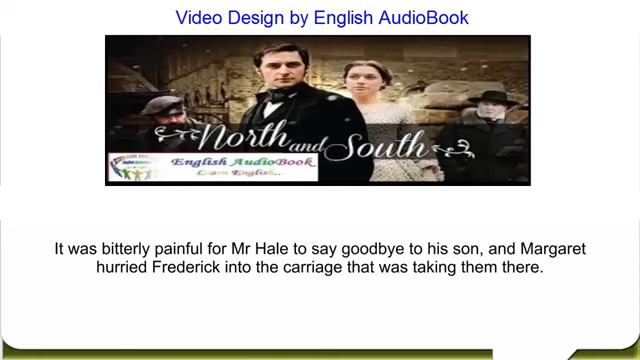 Video Design by English AudioBook
North and South
English AudioBook
Learn English...
It was bitterly painful for Mr Hale to say goodbye to his son, and Margaret
hurried Frederick into the carriage that was taking them there.